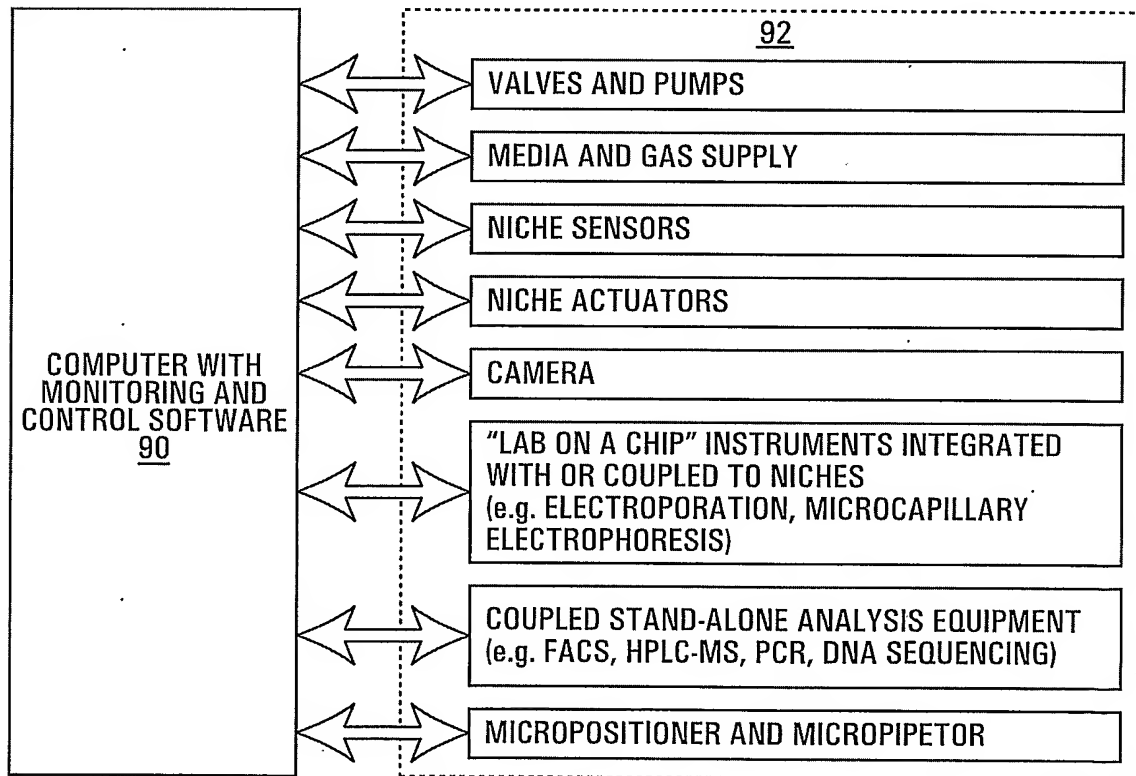 92
VALVES AND PUMPS
MEDIA AND GAS SUPPLY
NICHE SENSORS
NICHE ACTUATORS
COMPUTER WITH
MONITORING AND
CONTROL SOFTWARE
90
CAMERA
"LAB ON A CHIP" INSTRUMENTS INTEGRATED
WITH OR COUPLED TO NICHES
(e.g. ELECTROPORATION, MICROCAPILLARY
ELECTROPHORESIS)
COUPLED STAND-ALONE ANALYSIS EQUIPMENT
(e.g. FACS, HPLC-MS, PCR, DNA SEQUENCING)
MICROPOSITIONER AND MICROPIPETOR